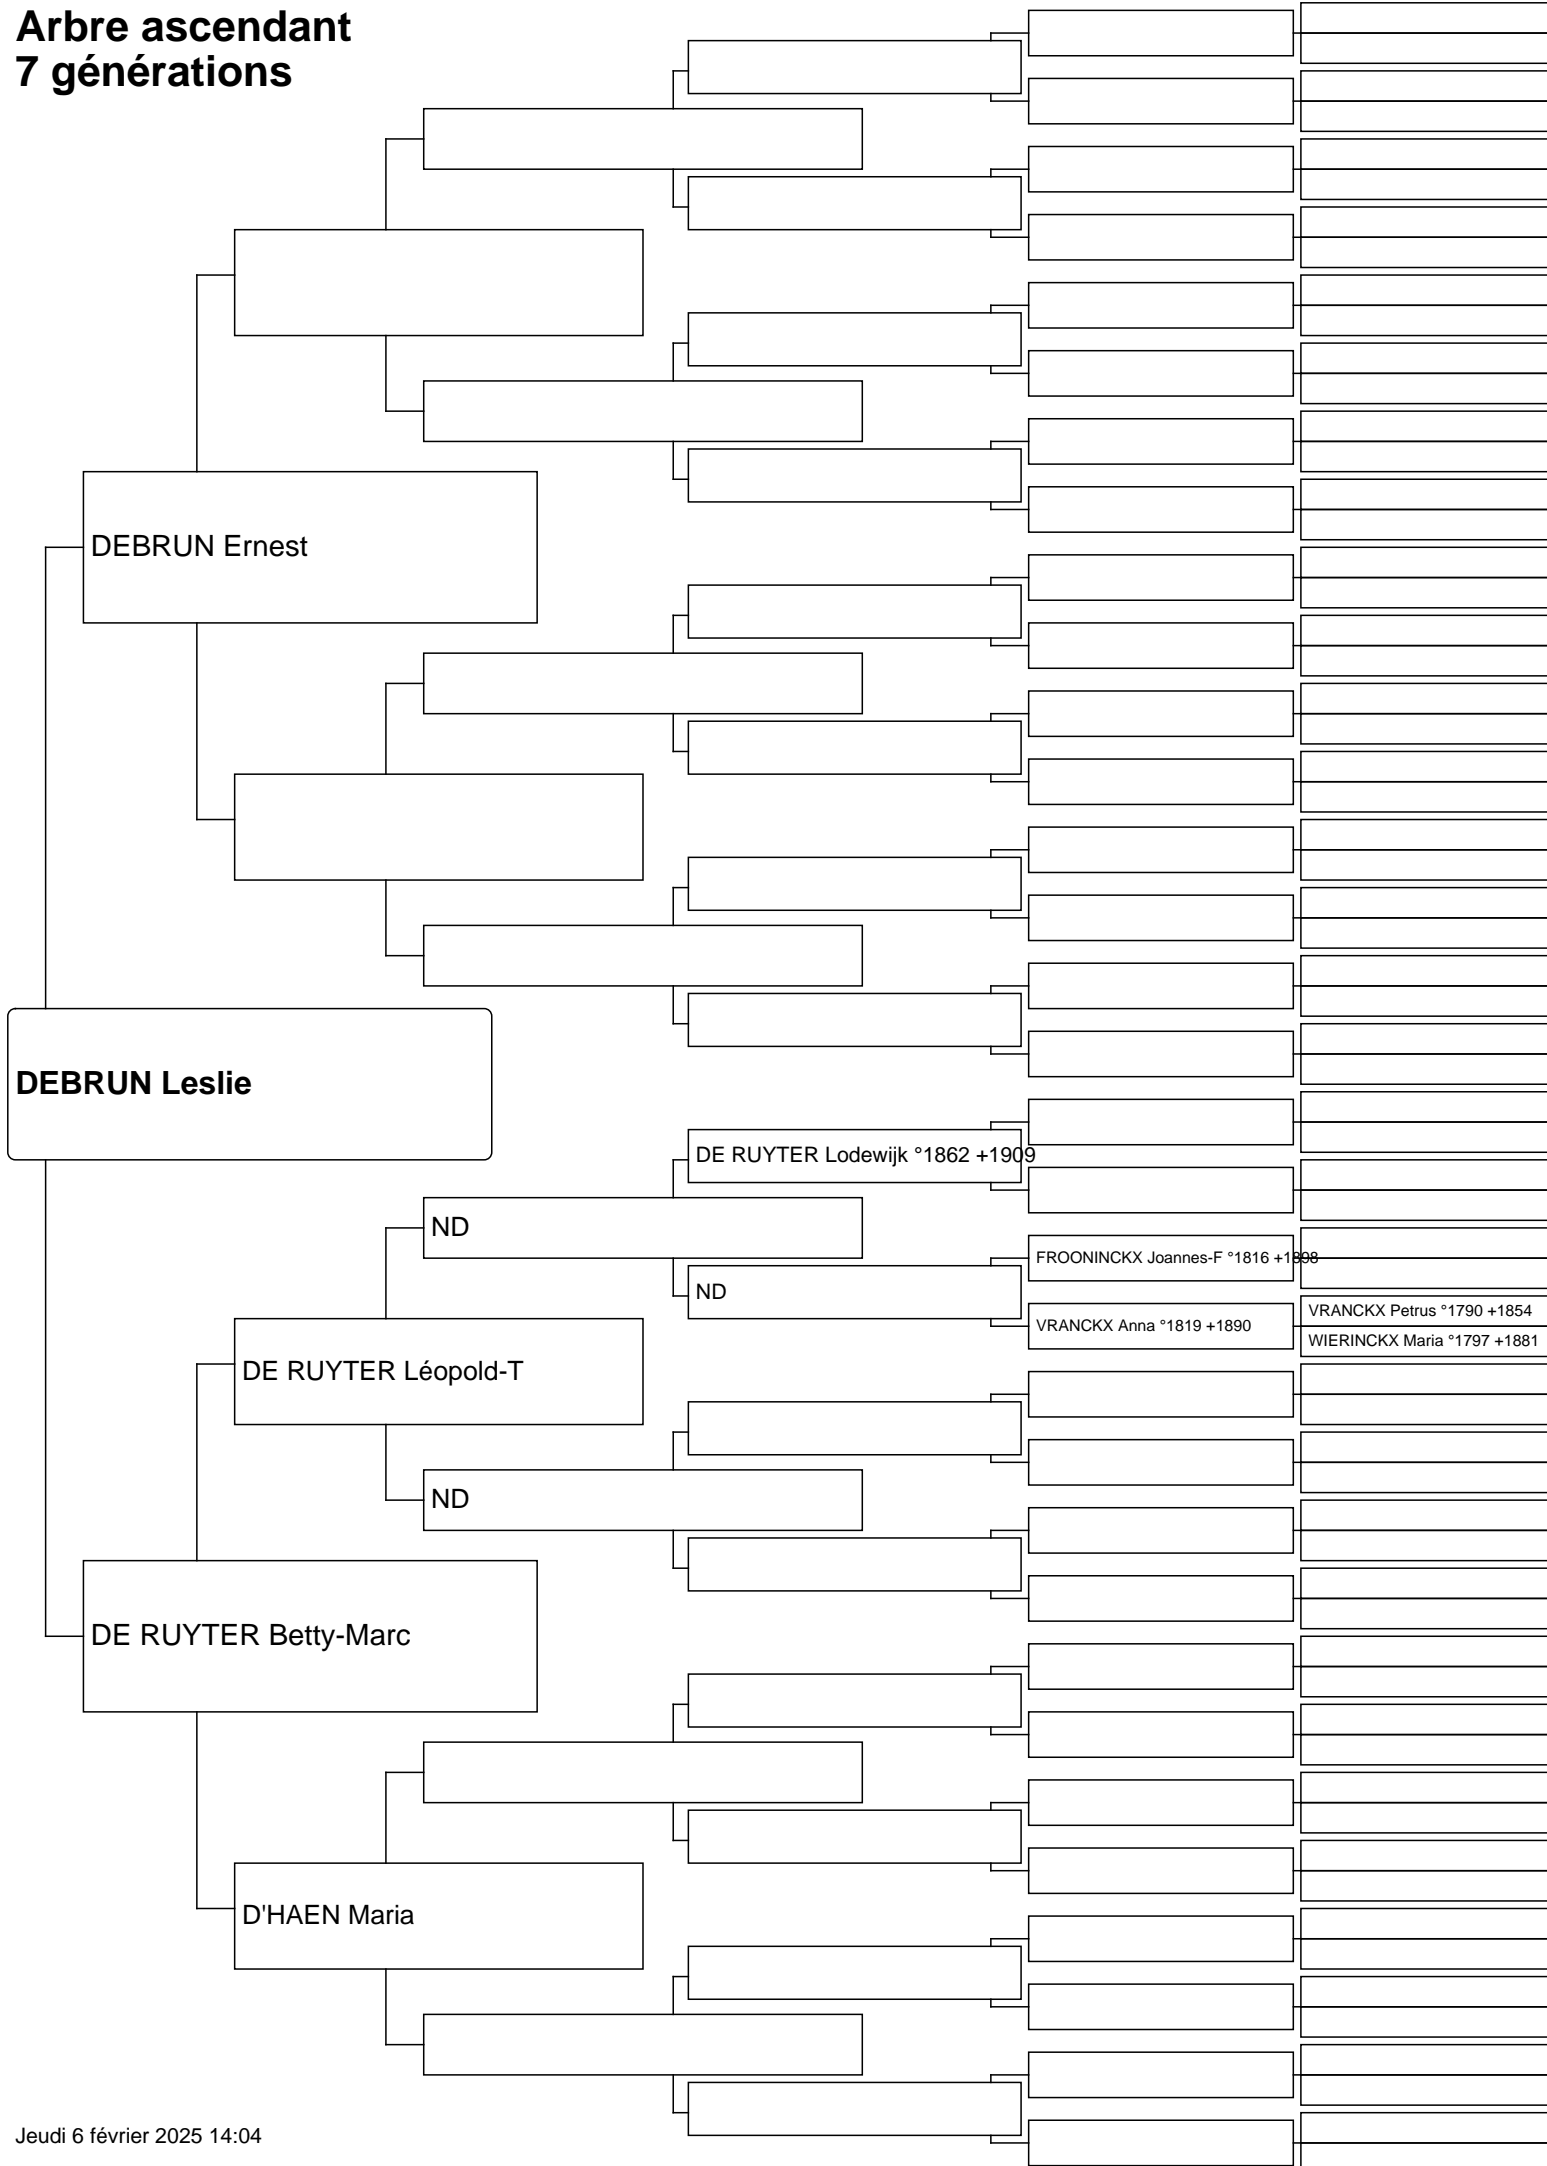 Arbre ascendant
7 générations
DEBRUN Ernest
DEBRUN Leslie
DE RUYTER Lodewijk °1862 +1909
ND
FROONINCKX Joannes-F °1816 +1898
ND
VRANCKX Petrus °1790 +1854
VRANCKX Anna °1819 +1890
WIERINCKX Maria °1797 +1881
DE RUYTER Léopold-T
ND
DE RUYTER Betty-Marc
D'HAEN Maria
Jeudi 6 février 2025 14:04